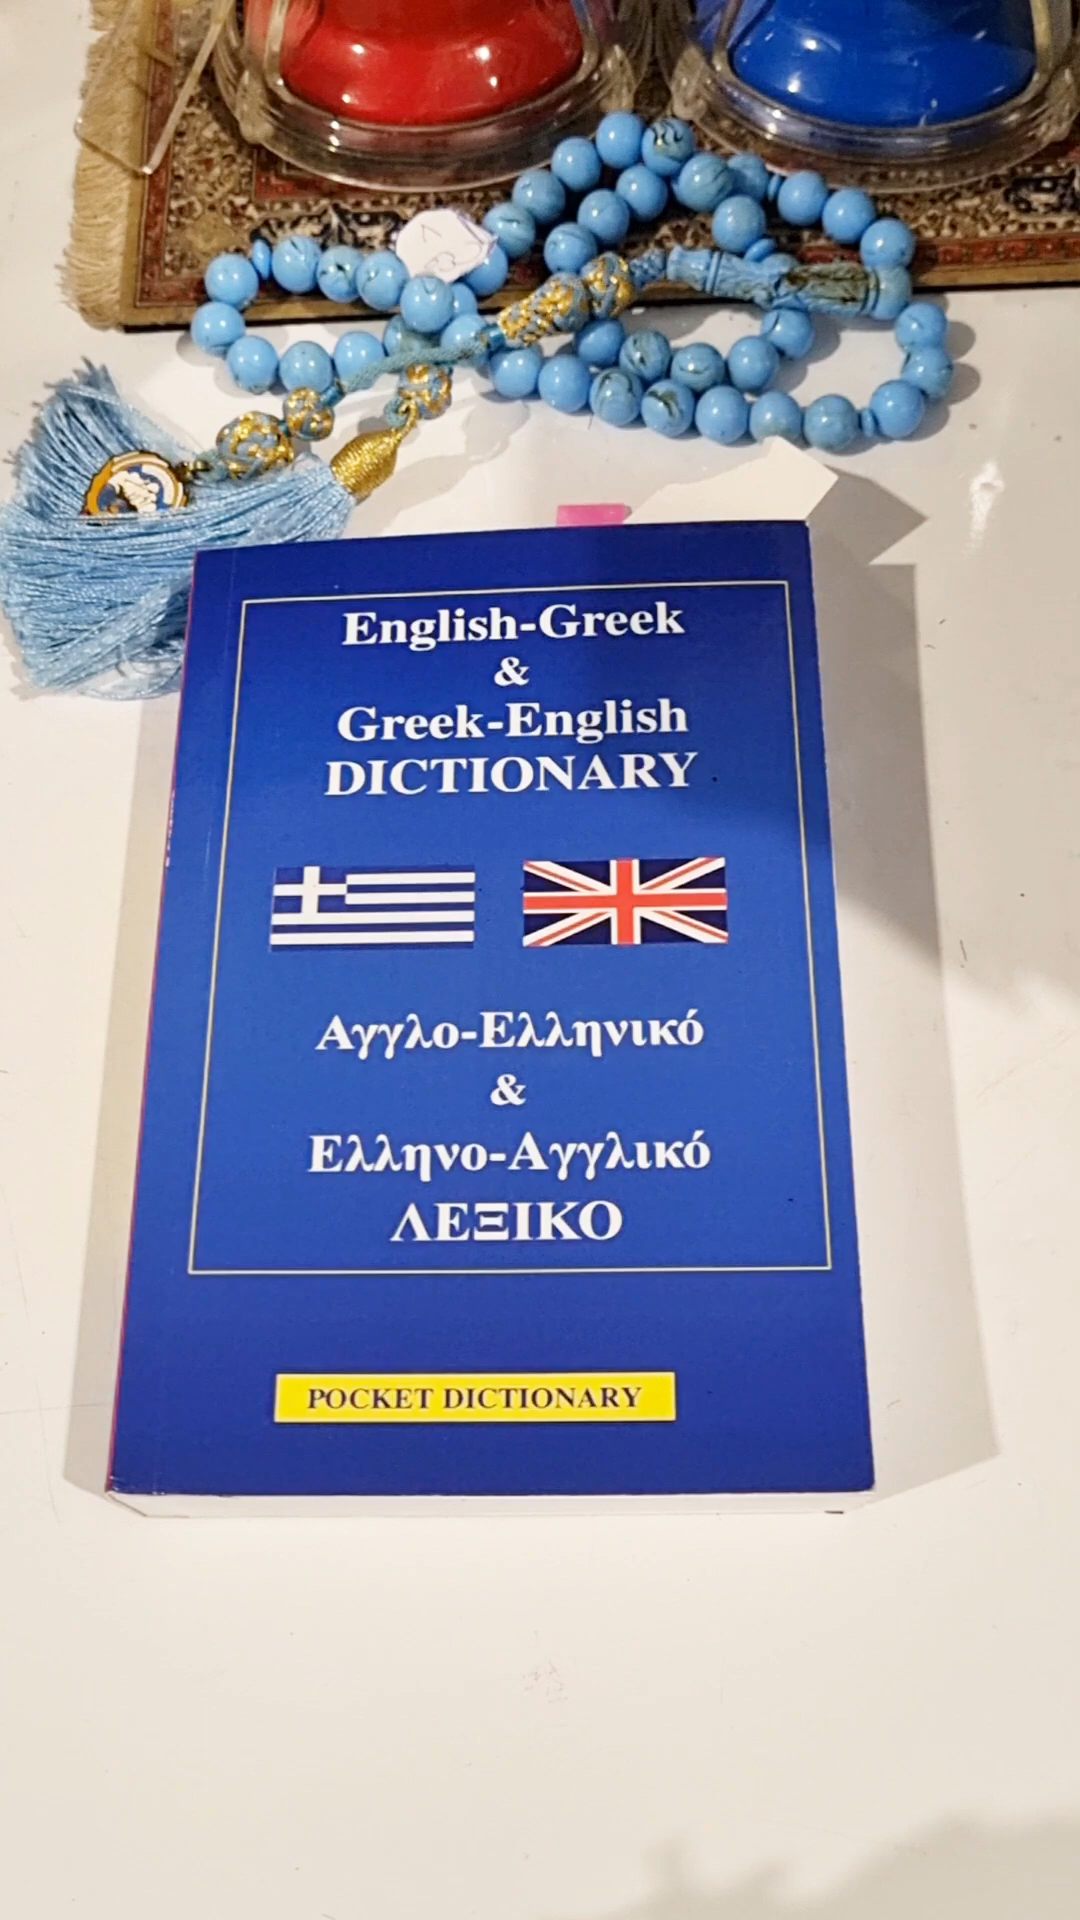 English-Greek
&
Greek-English
DICTIONARY
Αγγλο-Ελληνικό
&
Ελληνο-Αγγλικό
ΛΕΞΙΚΟ
POCKET DICTIONARY